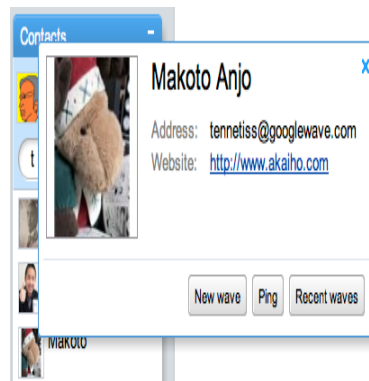 Contacts
Makoto Anjo
Address: tennetiss@googlewave.com
Website: http://www.akaiho.com
t
New wave Ping Recent waves
Makoto